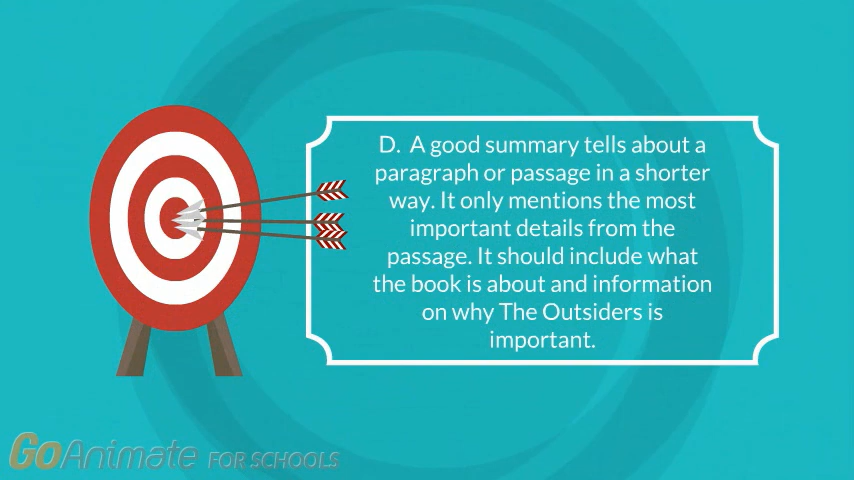 D. A good summary tells about a
paragraph or passage in a shorter
way. It only mentions the most
important details from the
passage. It should include what
the book is about and information
on why The Outsiders is
important.
GoAnimate FOR SCHOOLS